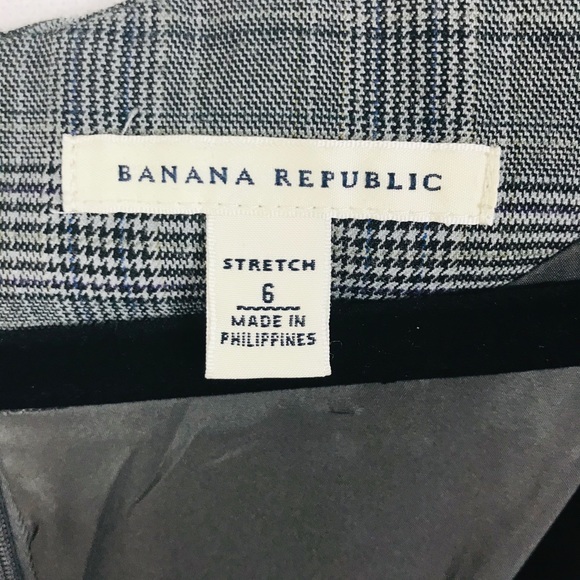 BANANA REPUBLIC
STRETCH
6
MADE IN
PHILIPPINES